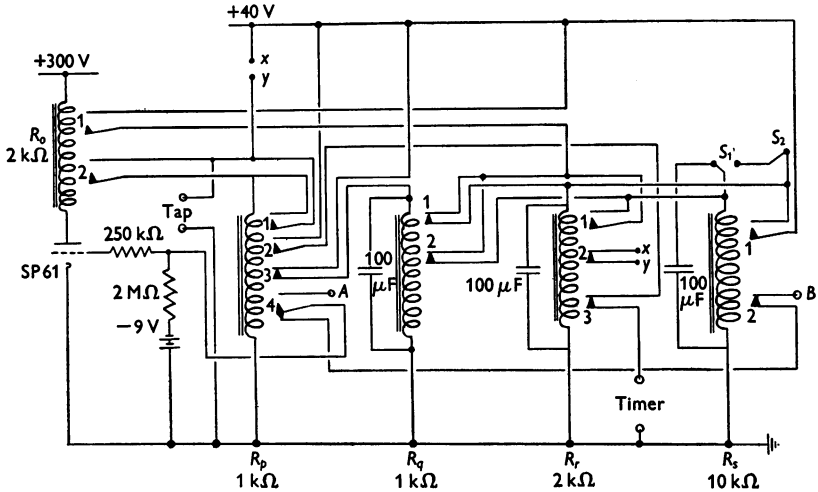 +40 V
x
y
+300 V
1
R₀
2 kΩ
2
Tap
250 kΩ
SP61
2 MΩ
−9 V
1
2
3
A
4
100
μF
1
2
100 μF
1
2
x
y
3
S₁
S₂
100
μF
1
2
B
Timer
Rₚ
1 kΩ
R_q
1 kΩ
Rᵣ
2 kΩ
Rₛ
10 kΩ